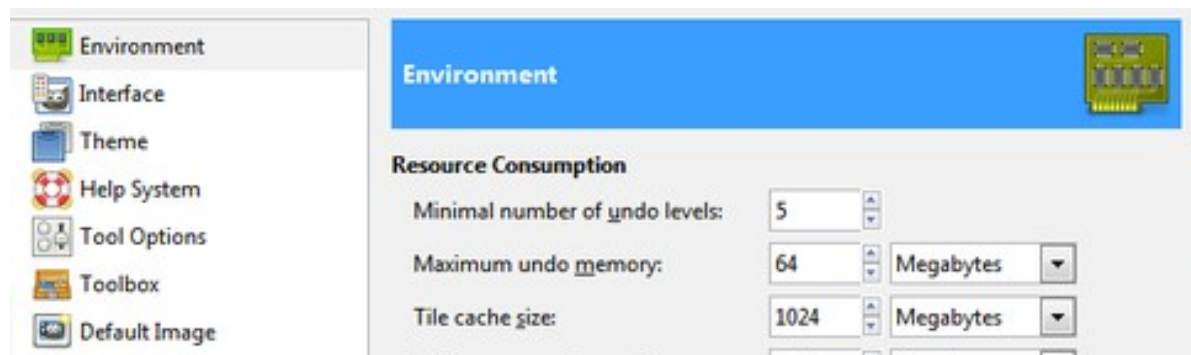 Environment
Interface
Theme
Help System
Tool Options
Toolbox
Default Image
Environment
Resource Consumption
Minimal number of undo levels: 5
Maximum undo memory: 64 Megabytes
Tile cache size: 1024 Megabytes